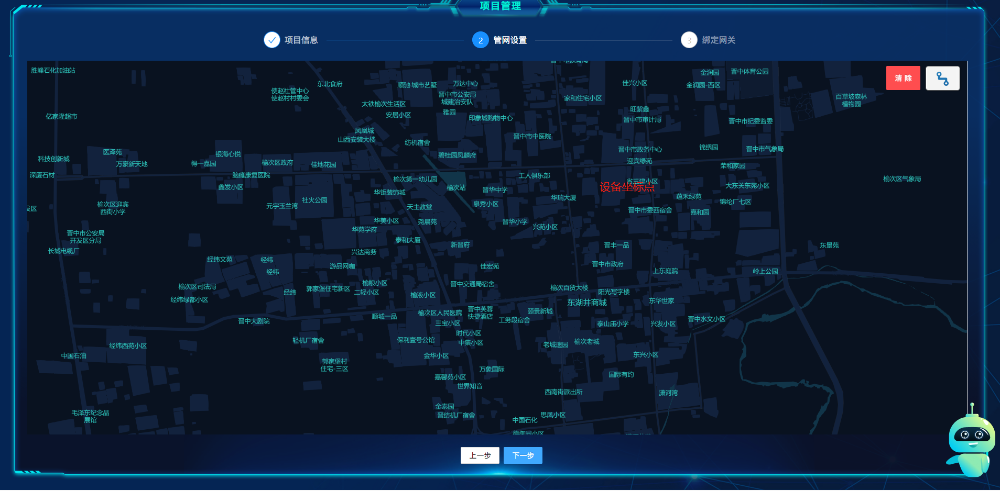 项目管理
项目信息
2
管网设置
3
绑定网关
胜峰石化加油站
东北食府
顺驰·城市艺墅
万达中心
佳兴小区
金润园
晋中体育公园
清 除
使赵社管中心
使赵村村委会
晋中市公安局
城建治安队
金润园-西区
太铁榆次生活区
家和住宅小区
百草坡森林
植物园
亿家隆超市
安居小区
雅园
印象城购物中心
旺紫鑫
晋中市审计局
晋中市纪委监委
凤凰城
山西安装大楼
纺机宿舍
晋中市中医院
医泽苑
银海心悦
碧桂园凤麟府
晋中市政务中心
锦绣园
晋中市气象局
科技创新城
万豪新天地
得一嘉园
榆次区政府
佳地花园
迎宾绿苑
荣和家园
深厦石材
脑瘫康复医院
榆次第一幼儿园
工人俱乐部
榆次区气象局
鑫发小区
榆次站
晋华中学
省三建小区
设备坐标点
大东关东苑小区
华钜装饰城
华瑞大厦
蕴禾绿苑
榆次区迎宾
西街小学
元宇玉兰湾
社火公园
天主教堂
泉秀小区
锦纶厂七区
发区
晋中市委西宿舍
嘉和园
华美小区
尧晨苑
晋华小学
兴苑小区
晋中市公安局
开发区分局
华苑学府
泰和大厦
新晋府
晋丰一品
东景苑
长城电缆厂
兴达商务
经纬文苑
经纬
游品网咖
佳宏苑
晋中市政府
经纬
上东庭院
岭上公园
榆次区司法局
榆粮小区
晋中交通局宿舍
榆次百货大楼
经纬
郭家堡住宅新区
二轻小区
榆液小区
阳光写字楼
经纬绿都小区
东湖井商城
东华世家
晋中大剧院
顺城一品
榆次区人民医院
晋中芙蓉
快捷酒店
颐景新城
工务段宿舍
晋中水文小区
三宝小区
泰山庙小学
兴发小区
时代小区
轻机厂宿舍
保利壹号公馆
中集小区
老城遗园
榆次老城
经纬西苑小区
中国石油
金华小区
东兴小区
郭家堡村
住宅-三区
万象国际
嘉馨苑小区
国际有约
世界知音
西南街派出所
潇河湾
金泰园
晋纺机厂宿舍
毛泽东纪念品
展馆
中国石化
思凤小区
德御园小区
上一步
下一步